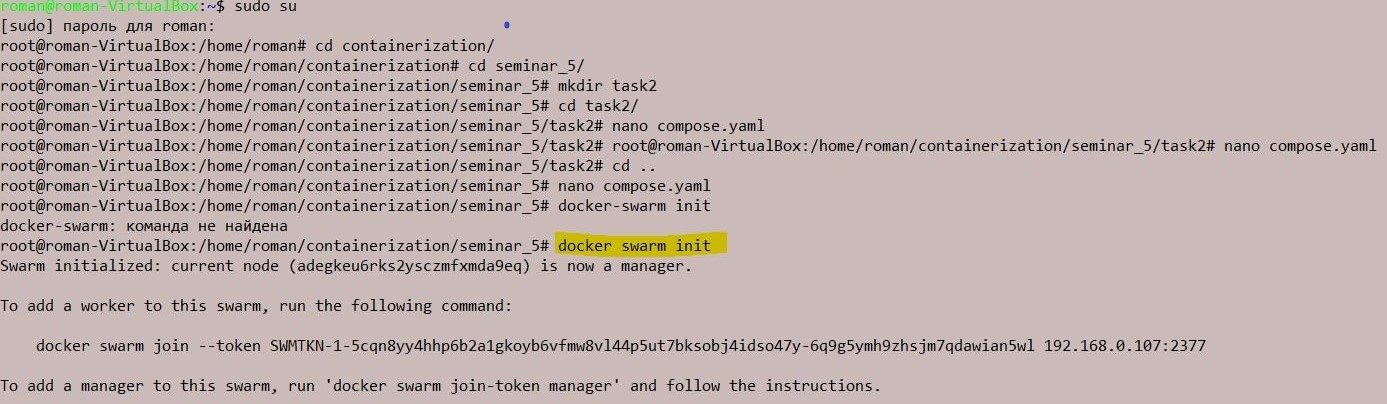 roman@roman-VirtualBox:~$ sudo su
[sudo] пароль для roman:
root@roman-VirtualBox:/home/roman# cd containerization/
root@roman-VirtualBox:/home/roman/containerization# cd seminar_5/
root@roman-VirtualBox:/home/roman/containerization/seminar_5# mkdir task2
root@roman-VirtualBox:/home/roman/containerization/seminar_5# cd task2/
root@roman-VirtualBox:/home/roman/containerization/seminar_5/task2# nano compose.yaml
root@roman-VirtualBox:/home/roman/containerization/seminar_5/task2# root@roman-VirtualBox:/home/roman/containerization/seminar_5/task2# nano compose.yaml
root@roman-VirtualBox:/home/roman/containerization/seminar_5/task2# cd ..
root@roman-VirtualBox:/home/roman/containerization/seminar_5# nano compose.yaml
root@roman-VirtualBox:/home/roman/containerization/seminar_5# docker-swarm init
docker-swarm: команда не найдена
root@roman-VirtualBox:/home/roman/containerization/seminar_5# docker swarm init
Swarm initialized: current node (adegkeu6rks2ysczmfxmda9eq) is now a manager.
To add a worker to this swarm, run the following command:
docker swarm join --token SWMTKN-1-5cqn8yy4hhp6b2a1gkoyb6vfmw8vl44p5ut7bksobj4idso47y-6q9g5ymh9zhsjm7qdawian5wl 192.168.0.107:2377
To add a manager to this swarm, run 'docker swarm join-token manager' and follow the instructions.